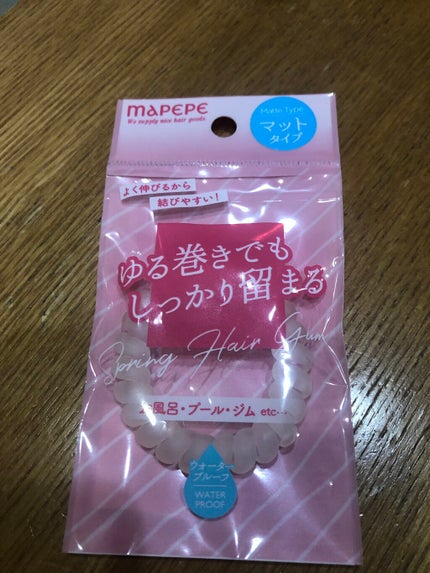 MAPEPE
We supply nice hair goods.
Matte Type
マット
タイプ
よく伸びるから
結びやすい!
ゆる巻きでも
しっかり留まる
Spring Hair Gum
お風呂・プール・ジム etc…
ウォーター
プルーフ
WATER
PROOF